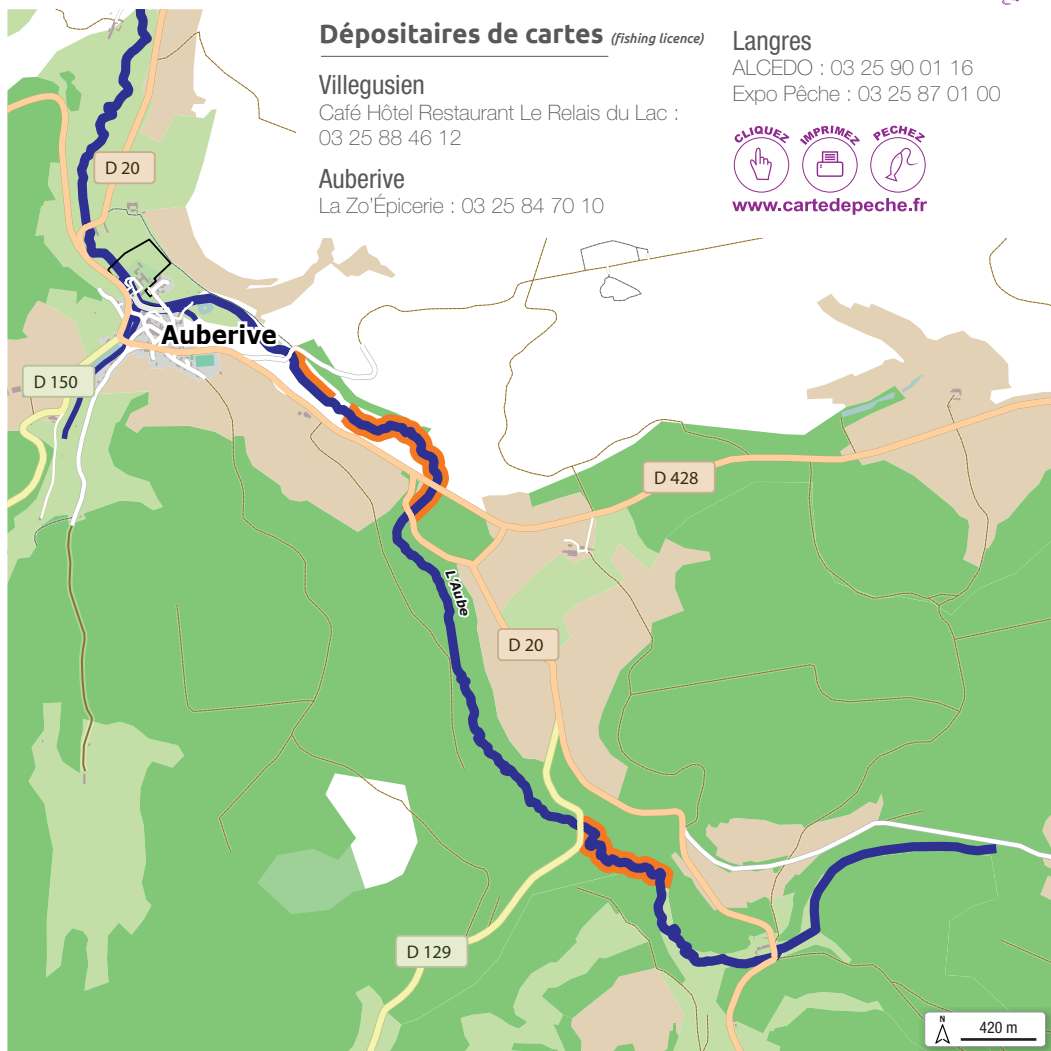 Dépositaires de cartes (fishing licence)
Villegusien
Café Hôtel Restaurant Le Relais du Lac :
03 25 88 46 12
Auberive
La Zo'Épicerie : 03 25 84 70 10
Langres
ALCEDO : 03 25 90 01 16
Expo Pêche : 03 25 87 01 00
CLIQUEZ IMPRIMEZ PECHEZ
www.cartedepeche.fr
D 20
Auberive
D 150
D 428
L'Aube
D 20
D 129
N
420 m